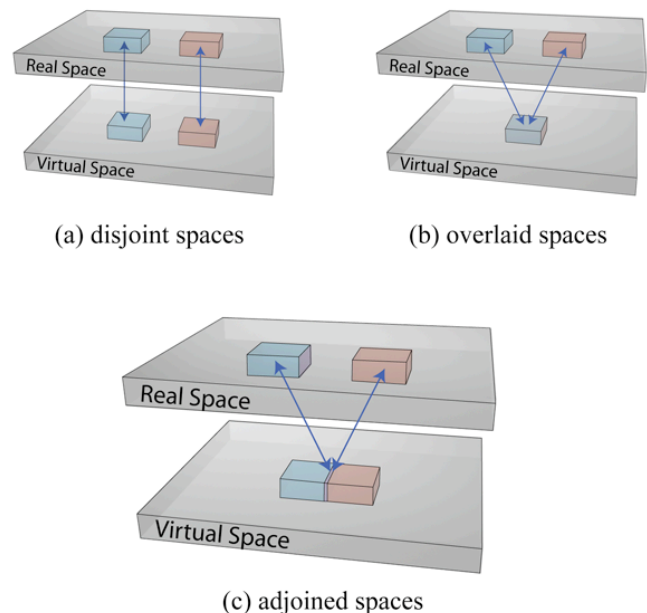 Real Space
Virtual Space
(a) disjoint spaces
Real Space
Virtual Space
(b) overlaid spaces
Real Space
Virtual Space
(c) adjoined spaces